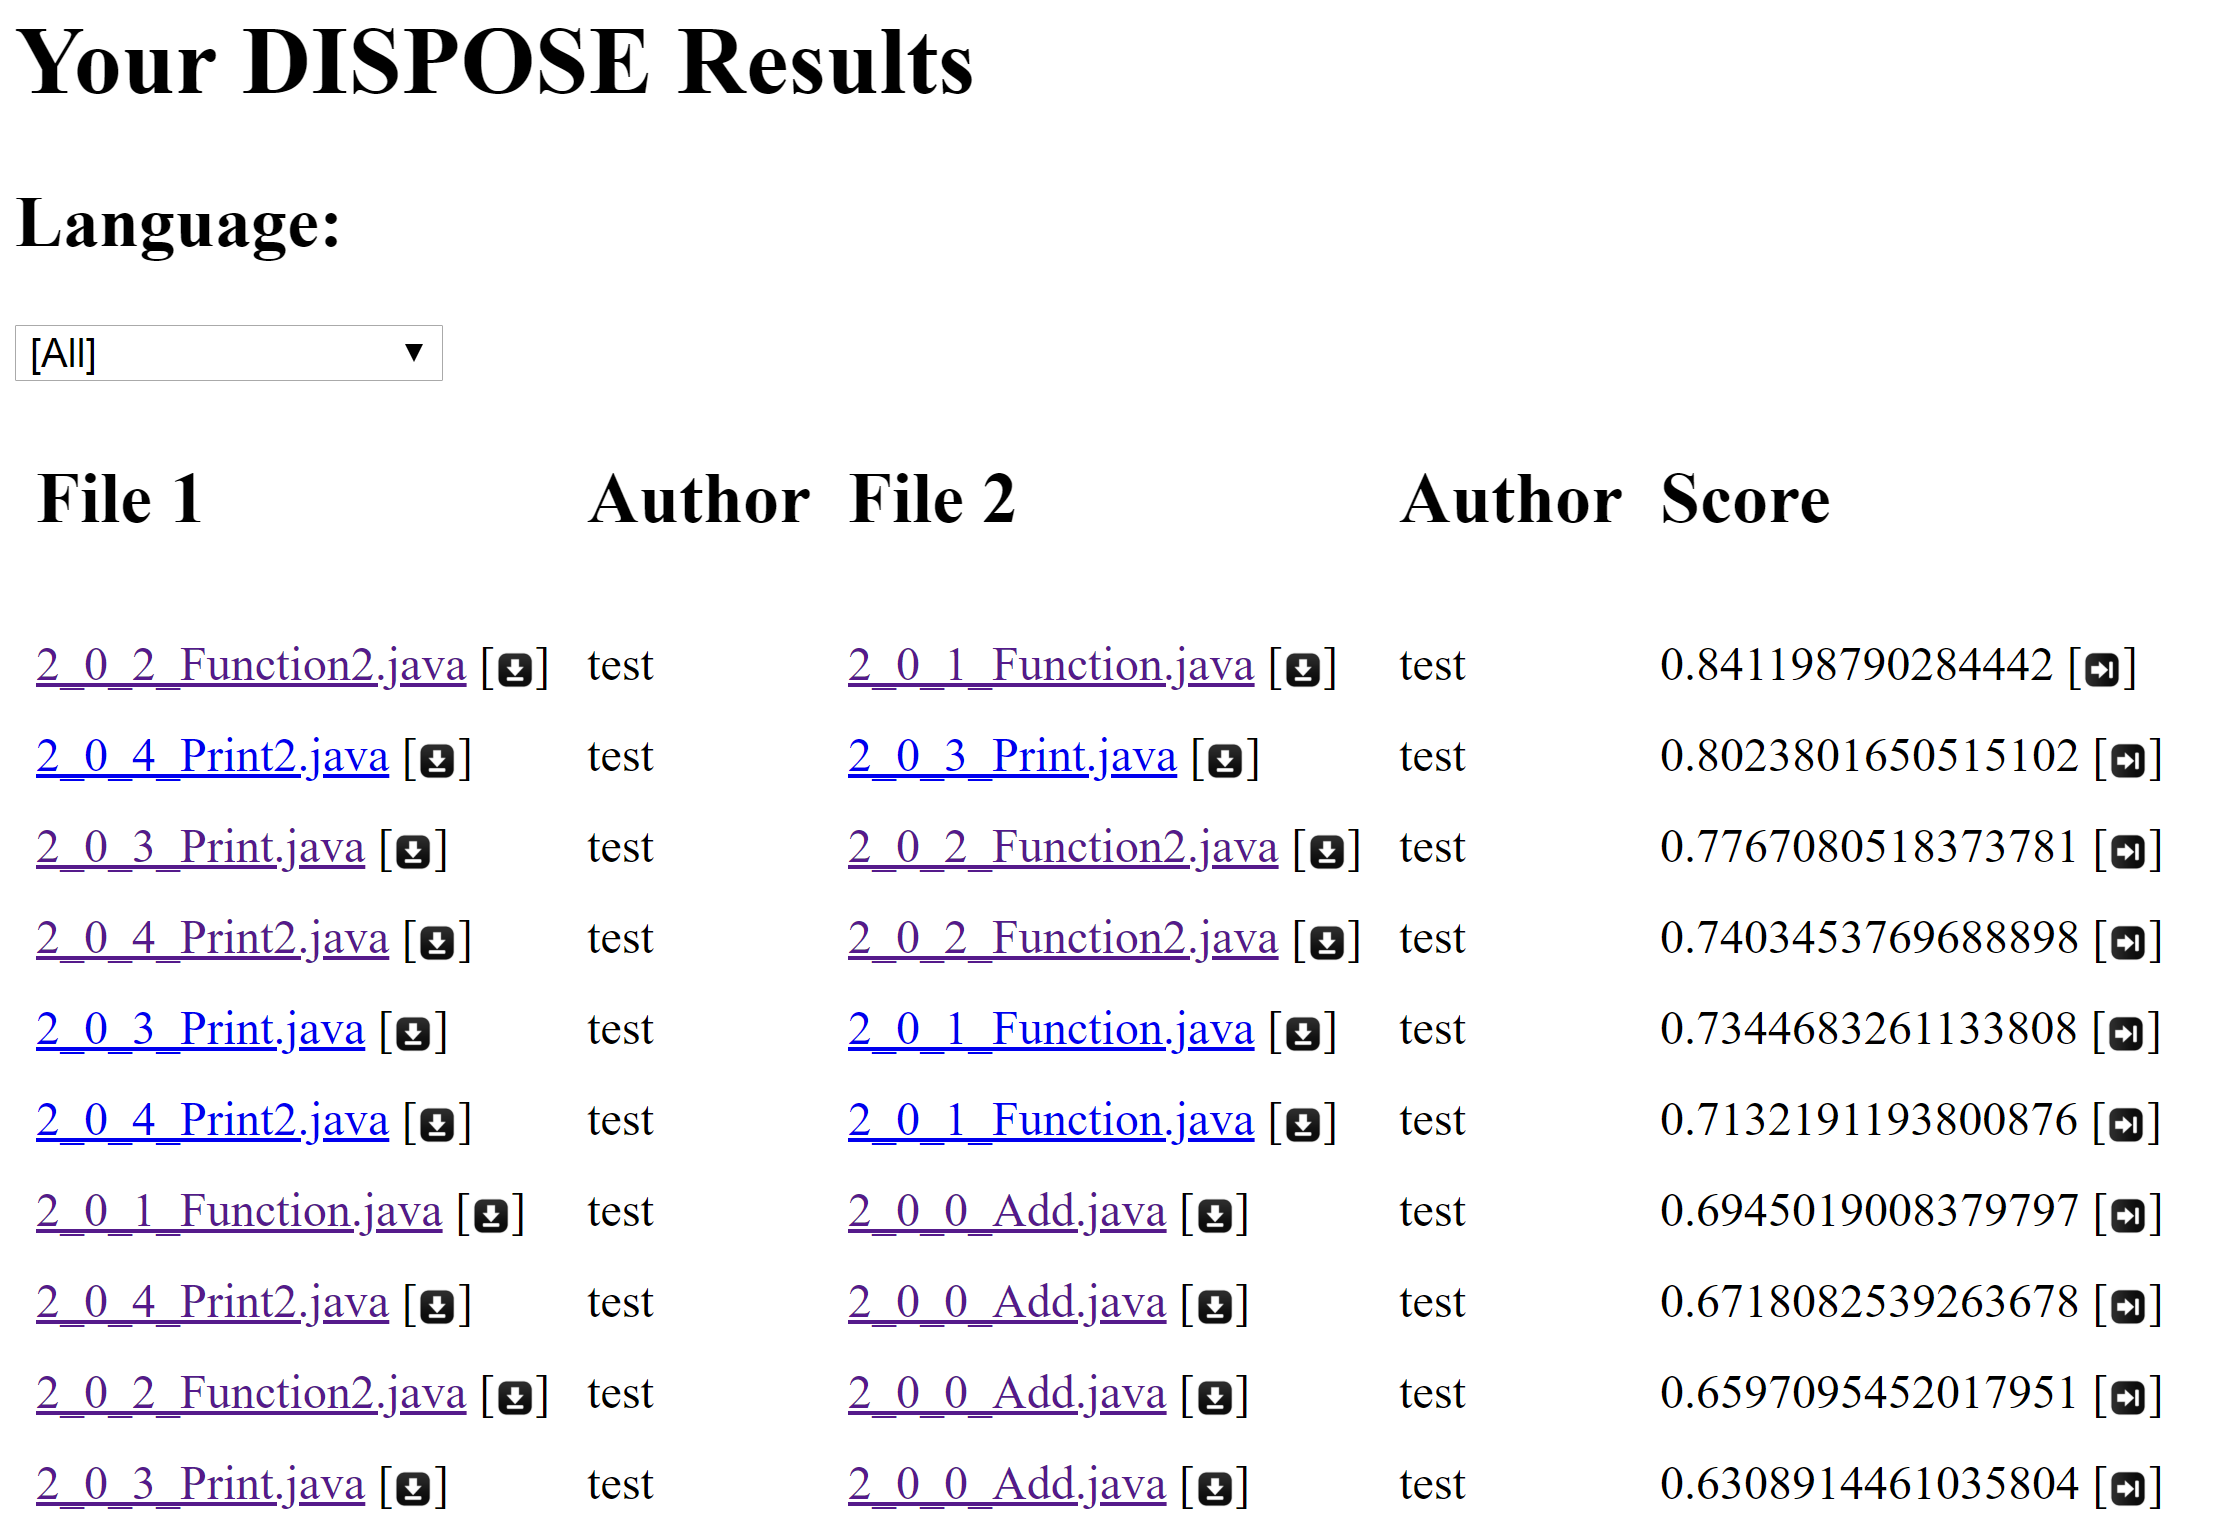 Your DISPOSE Results
Language:
[All]
File 1 Author File 2 Author Score
2_0_2_Function2.java [] test 2_0_1_Function.java [] test 0.841198790284442 []
2_0_4_Print2.java [] test 2_0_3_Print.java [] test 0.8023801650515102 []
2_0_3_Print.java [] test 2_0_2_Function2.java [] test 0.7767080518373781 []
2_0_4_Print2.java [] test 2_0_2_Function2.java [] test 0.7403453769688898 []
2_0_3_Print.java [] test 2_0_1_Function.java [] test 0.7344683261133808 []
2_0_4_Print2.java [] test 2_0_1_Function.java [] test 0.7132191193800876 []
2_0_1_Function.java [] test 2_0_0_Add.java [] test 0.6945019008379797 []
2_0_4_Print2.java [] test 2_0_0_Add.java [] test 0.6718082539263678 []
2_0_2_Function2.java [] test 2_0_0_Add.java [] test 0.6597095452017951 []
2_0_3_Print.java [] test 2_0_0_Add.java [] test 0.6308914461035804 []